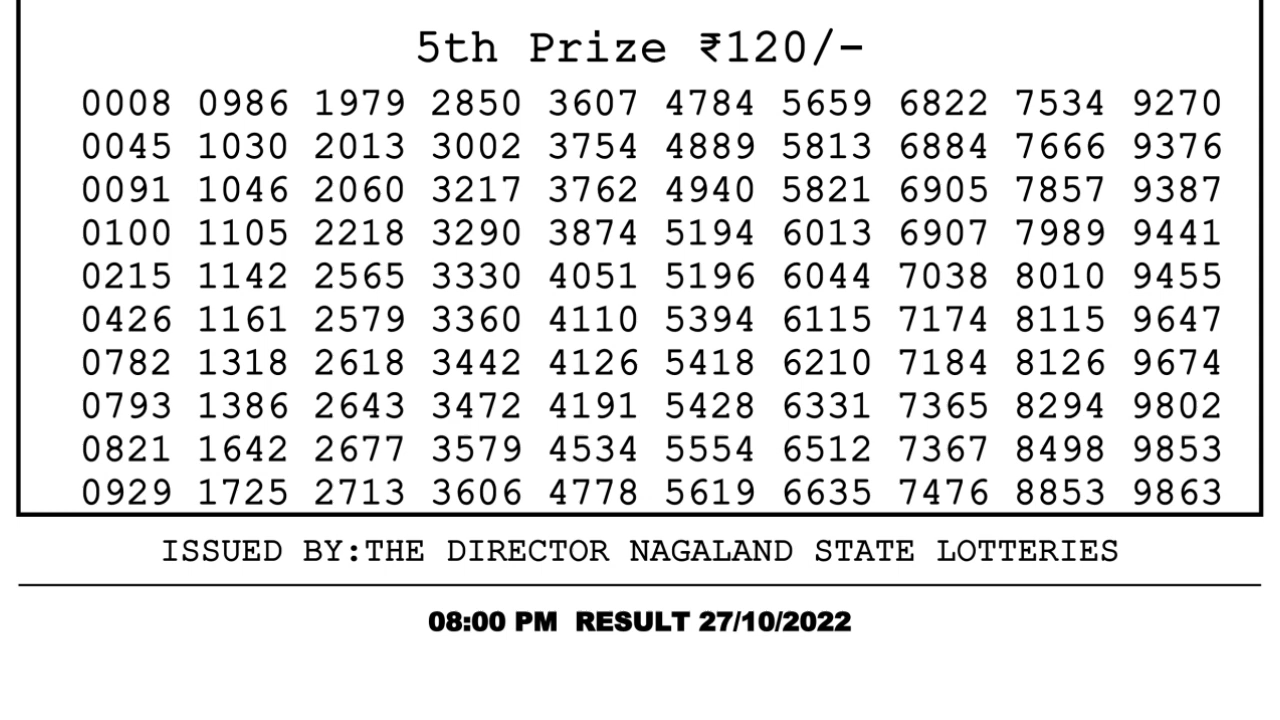 5th Prize ₹120/-
0008 0986 1979 2850 3607 4784 5659 6822 7534 9270
0045 1030 2013 3002 3754 4889 5813 6884 7666 9376
0091 1046 2060 3217 3762 4940 5821 6905 7857 9387
0100 1105 2218 3290 3874 5194 6013 6907 7989 9441
0215 1142 2565 3330 4051 5196 6044 7038 8010 9455
0426 1161 2579 3360 4110 5394 6115 7174 8115 9647
0782 1318 2618 3442 4126 5418 6210 7184 8126 9674
0793 1386 2643 3472 4191 5428 6331 7365 8294 9802
0821 1642 2677 3579 4534 5554 6512 7367 8498 9853
0929 1725 2713 3606 4778 5619 6635 7476 8853 9863
ISSUED BY:THE DIRECTOR NAGALAND STATE LOTTERIES
08:00 PM RESULT 27/10/2022